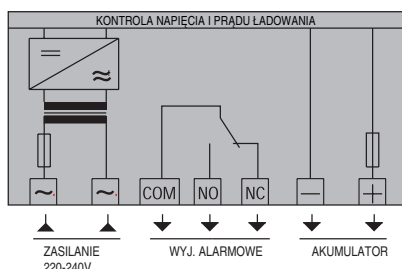 KONTROLA NAPIĘCIA I PRĄDU ŁADOWANIA
COM NO NC
ZASILANIE WYJ. ALARMOWE AKUMULATOR
220-240V